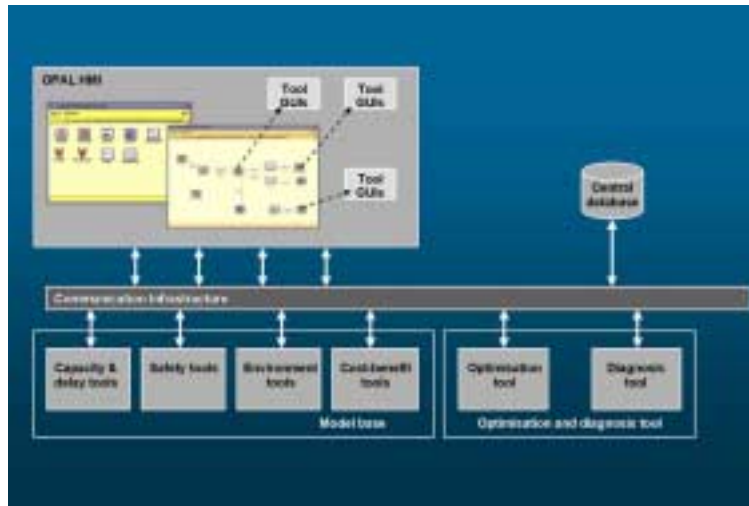 OPAL HMI
Tool
GUIs
Tool
GUIs
Tool
GUIs
Central
database
Communication Infrastructure
Capacity &
delay tools
Safety tools
Environment
tools
Cost-benefit
tools
Optimisation
tool
Diagnosis
tool
Model base
Optimisation and diagnosis tool